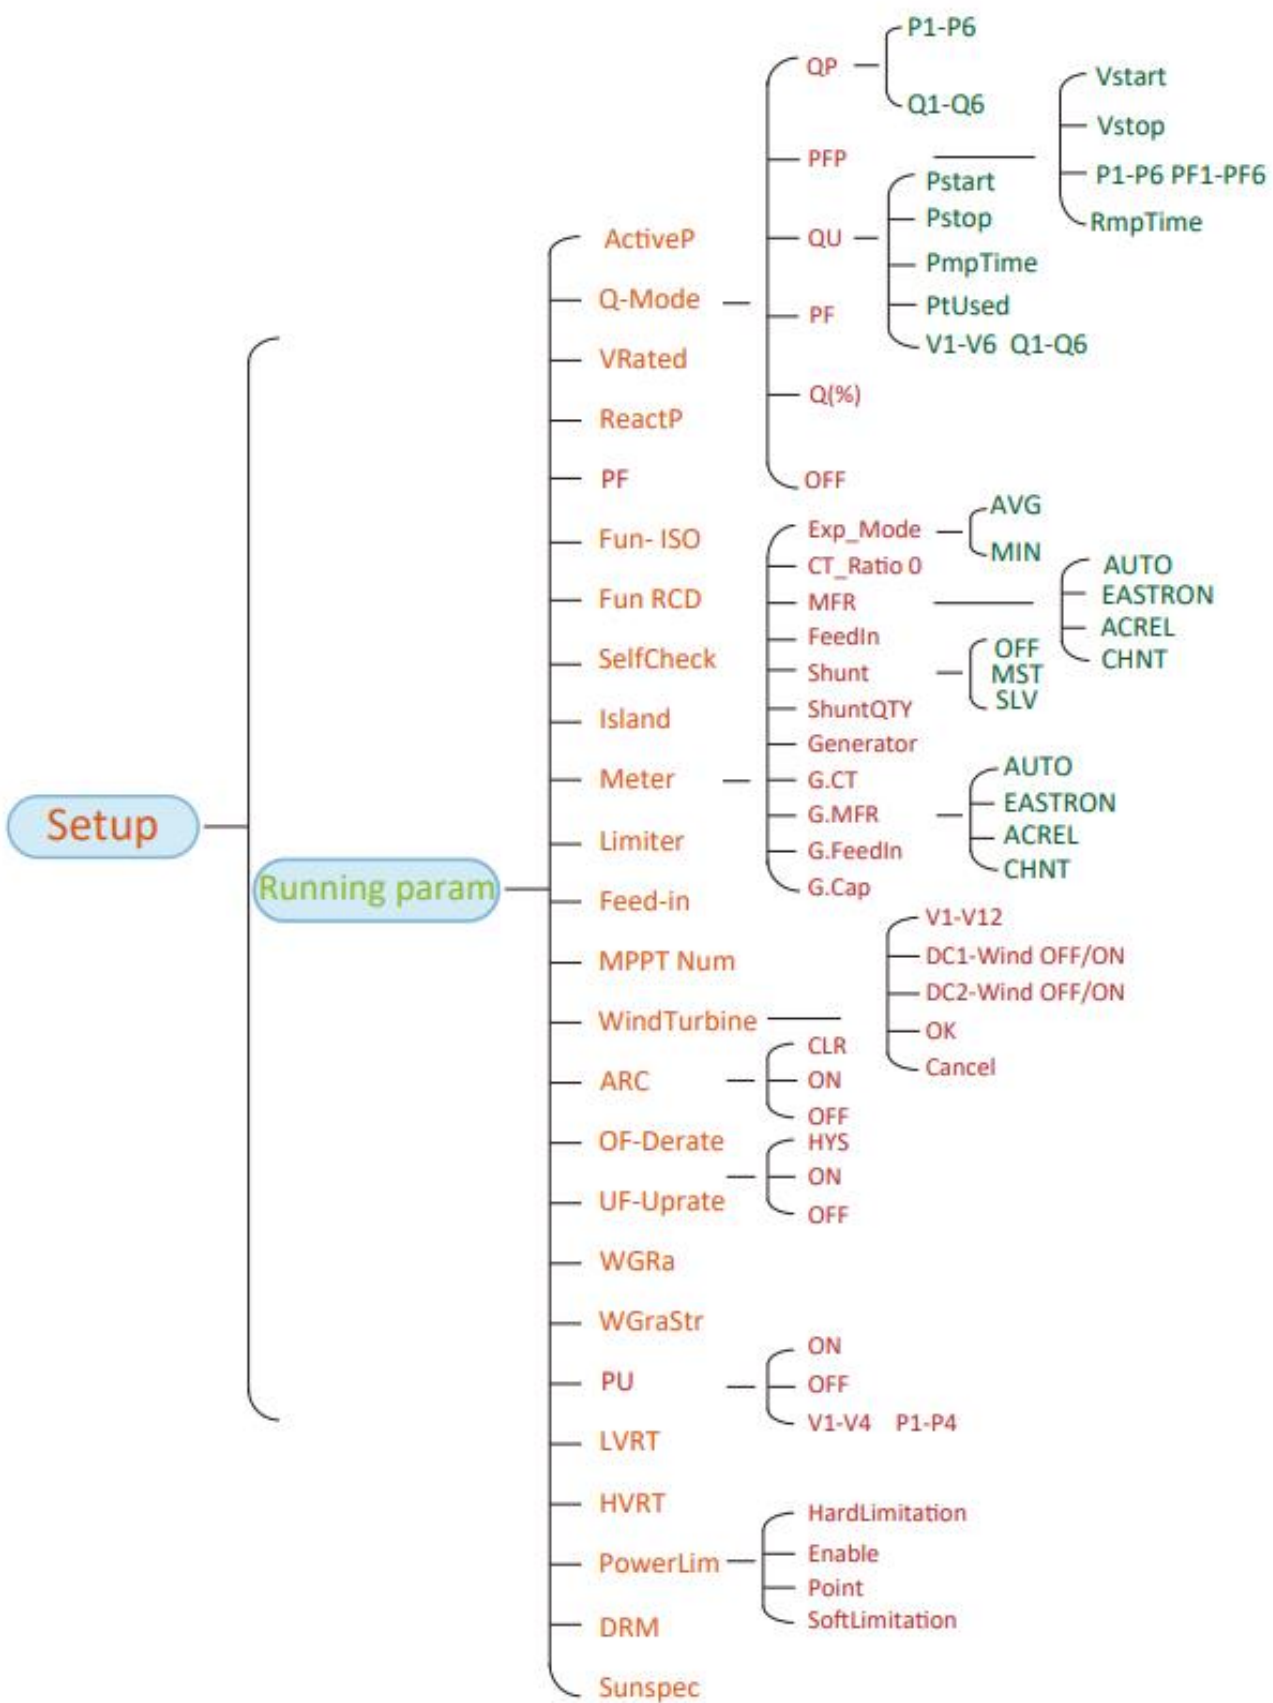 Setup
Running param
ActiveP
Q-Mode
QP
P1-P6
Q1-Q6
PFP
Vstart
Vstop
P1-P6 PF1-PF6
RmpTime
QU
Pstart
Pstop
PmpTime
PtUsed
V1-V6 Q1-Q6
PF
Q(%)
OFF
VRated
ReactP
PF
Fun- ISO
Fun RCD
SelfCheck
Island
Meter
Exp_Mode
AVG
MIN
CT_Ratio 0
MFR
AUTO
EASTRON
ACREL
CHNT
FeedIn
Shunt
OFF
MST
SLV
ShuntQTY
Generator
G.CT
G.MFR
AUTO
EASTRON
ACREL
CHNT
G.FeedIn
G.Cap
Limiter
Feed-in
MPPT Num
WindTurbine
V1-V12
DC1-Wind OFF/ON
DC2-Wind OFF/ON
OK
Cancel
ARC
CLR
ON
OFF
OF-Derate
UF-Uprate
HYS
ON
OFF
WGRa
WGraStr
PU
ON
OFF
V1-V4 P1-P4
LVRT
HVRT
PowerLim
HardLimitation
Enable
Point
SoftLimitation
DRM
Sunspec